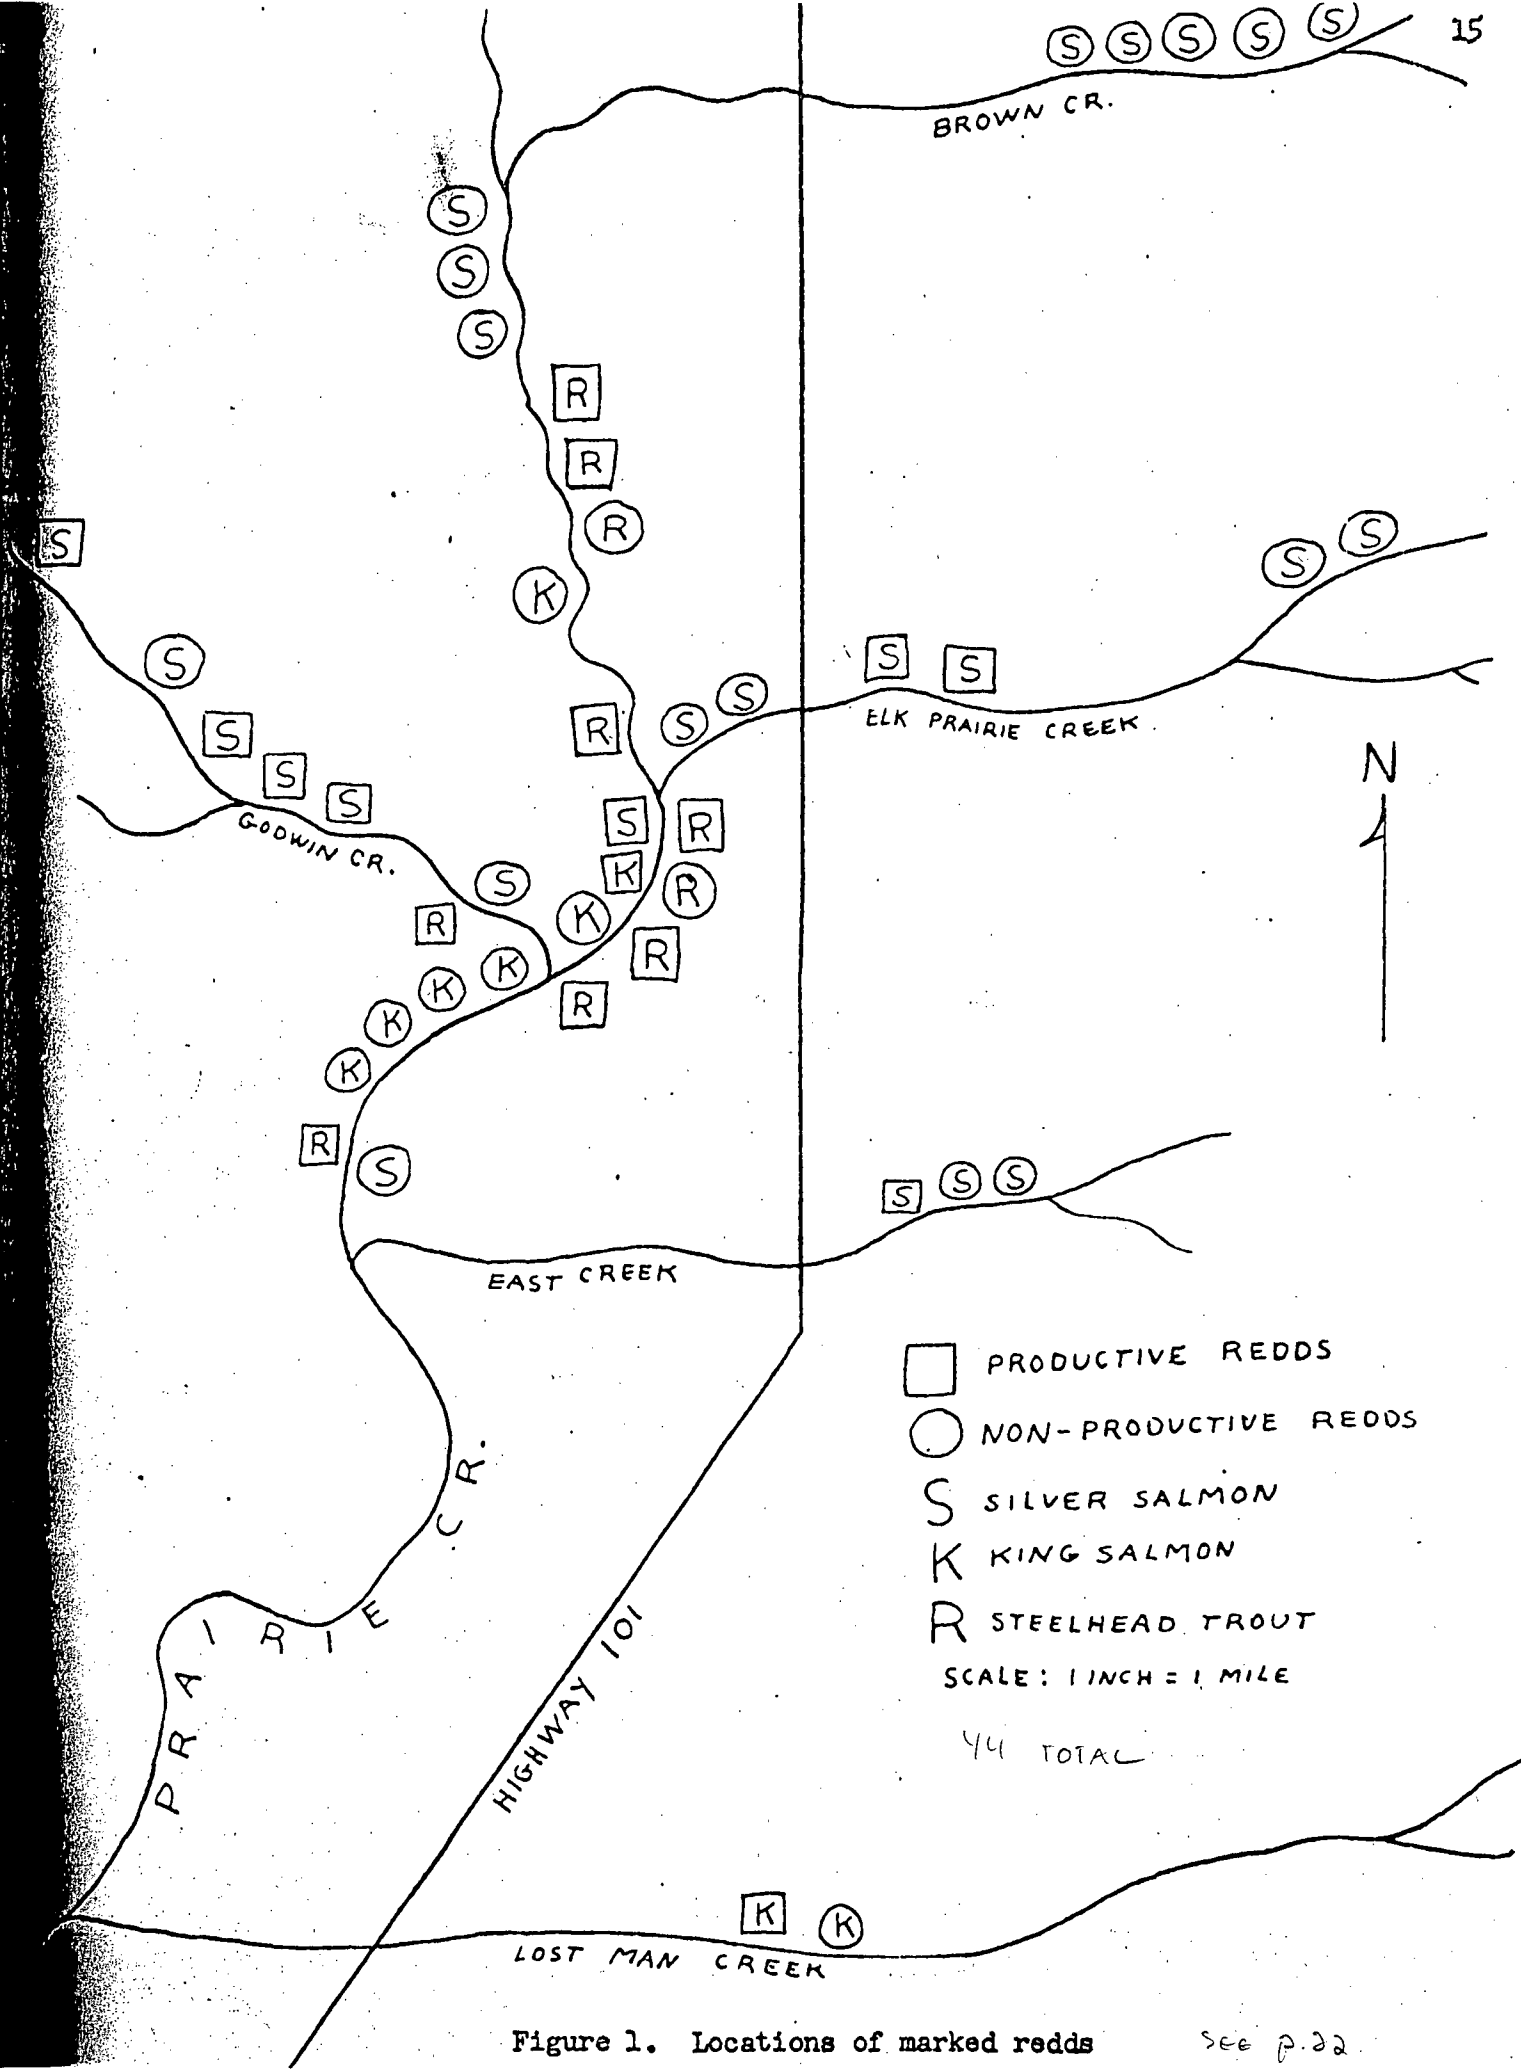 15
S S S S S
BROWN CR.
S
S
S
R
R
R
K
S
S S
S
S S
S S
R
ELK PRAIRIE CREEK
N
S
S
S
GODWIN CR.
S R
K
S
K
R
R
R
K
K
R
K
K
R
R
S
S S S
EAST CREEK
PRODUCTIVE REDDS
NON-PRODUCTIVE REDDS
S SILVER SALMON
K KING SALMON
R STEELHEAD TROUT
SCALE: 1 INCH = 1 MILE
44 TOTAL
PRAIRIE CR.
HIGHWAY 101
K K
LOST MAN CREEK
Figure 1. Locations of marked redds
SEE p.22